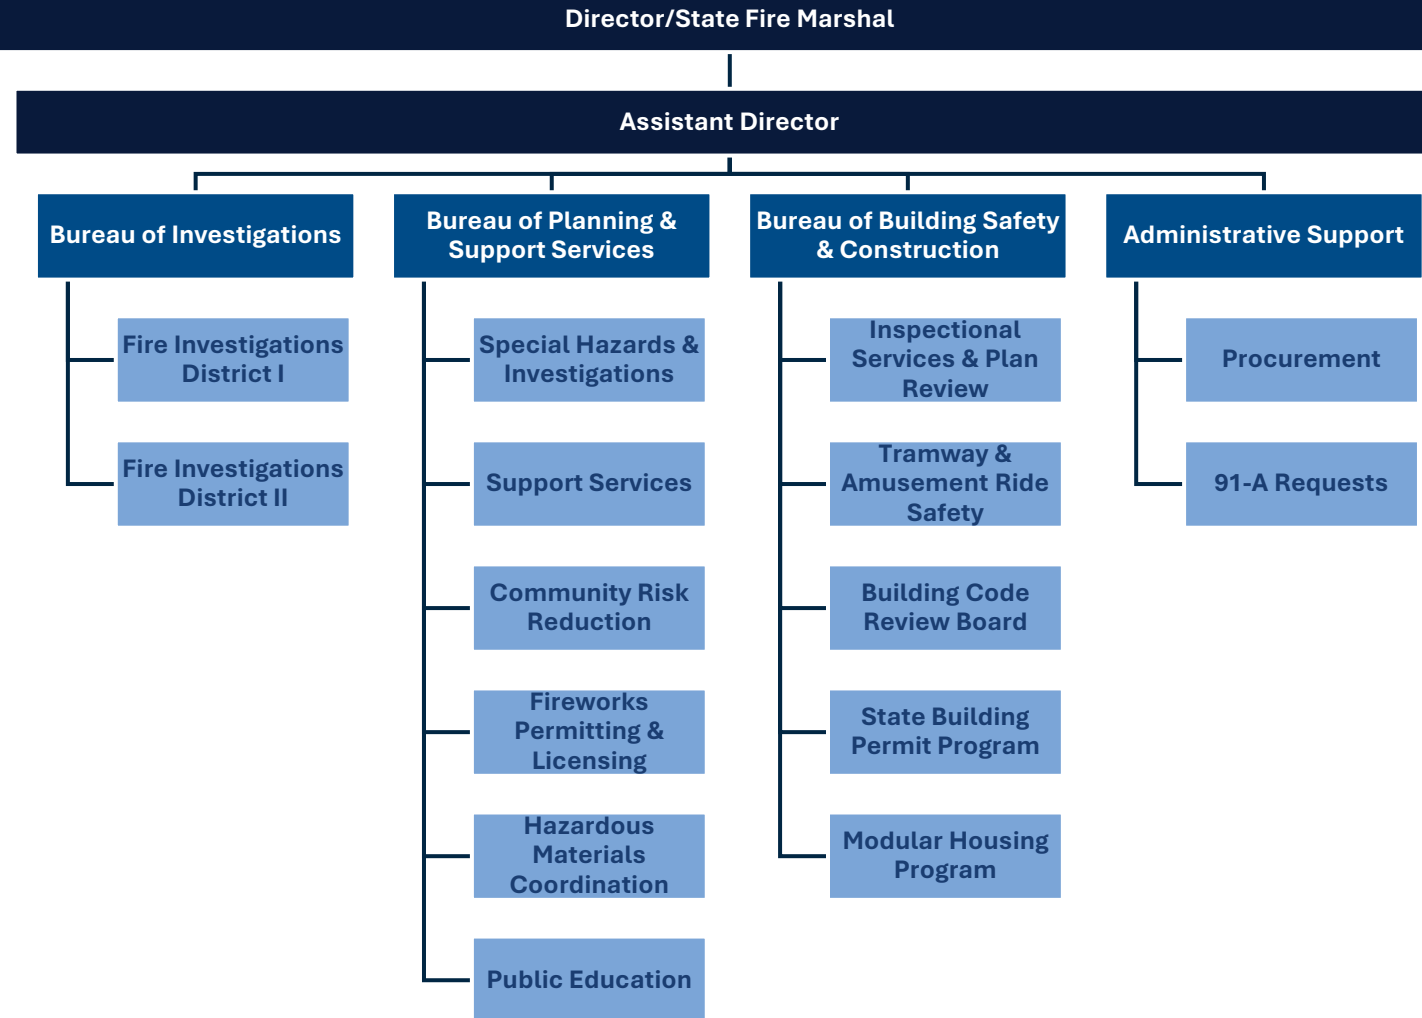 Director/State Fire Marshal
Assistant Director
Bureau of Investigations
Fire Investigations
District I
Fire Investigations
District II
Bureau of Planning &
Support Services
Special Hazards &
Investigations
Support Services
Community Risk
Reduction
Fireworks
Permitting &
Licensing
Hazardous
Materials
Coordination
Public Education
Bureau of Building Safety
& Construction
Inspectional
Services & Plan
Review
Tramway &
Amusement Ride
Safety
Building Code
Review Board
State Building
Permit Program
Modular Housing
Program
Administrative Support
Procurement
91-A Requests